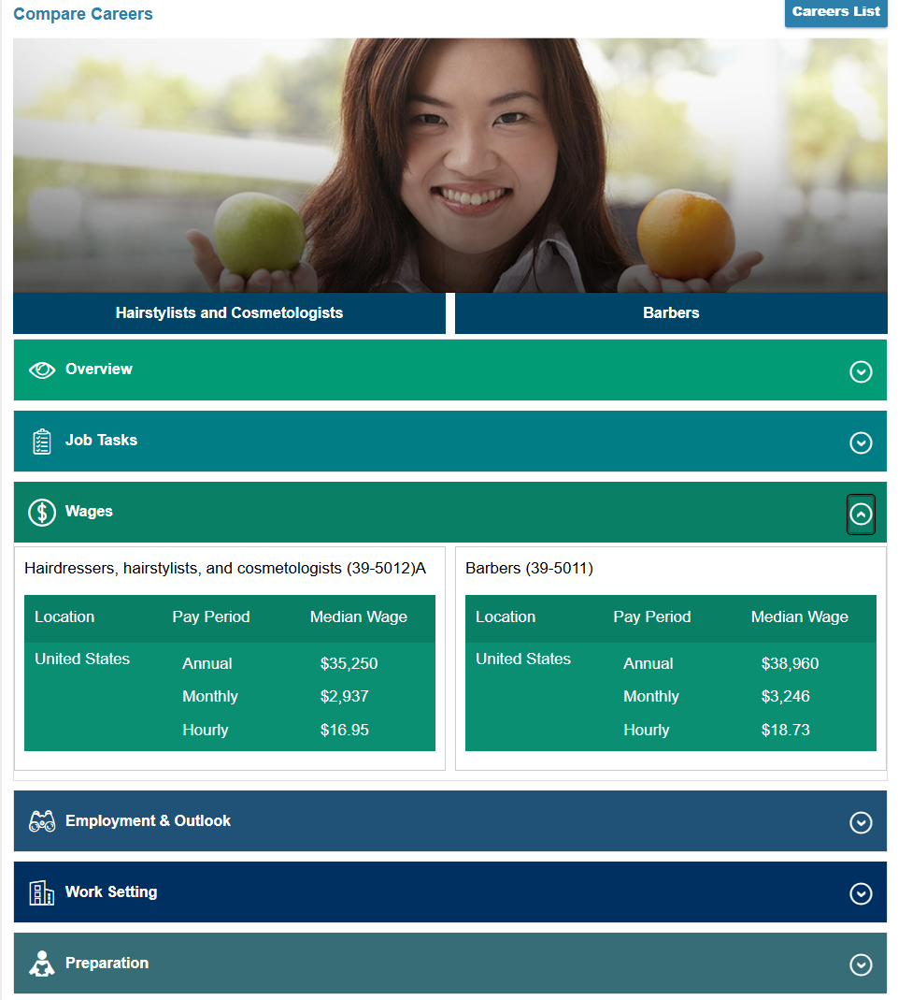 Compare Careers
Careers List
Hairstylists and Cosmetologists
Barbers
Overview
Job Tasks
Wages
Hairdressers, hairstylists, and cosmetologists (39-5012)A
Location Pay Period Median Wage
United States Annual $35,250
Monthly $2,937
Hourly $16.95
Barbers (39-5011)
Location Pay Period Median Wage
United States Annual $38,960
Monthly $3,246
Hourly $18.73
Employment & Outlook
Work Setting
Preparation